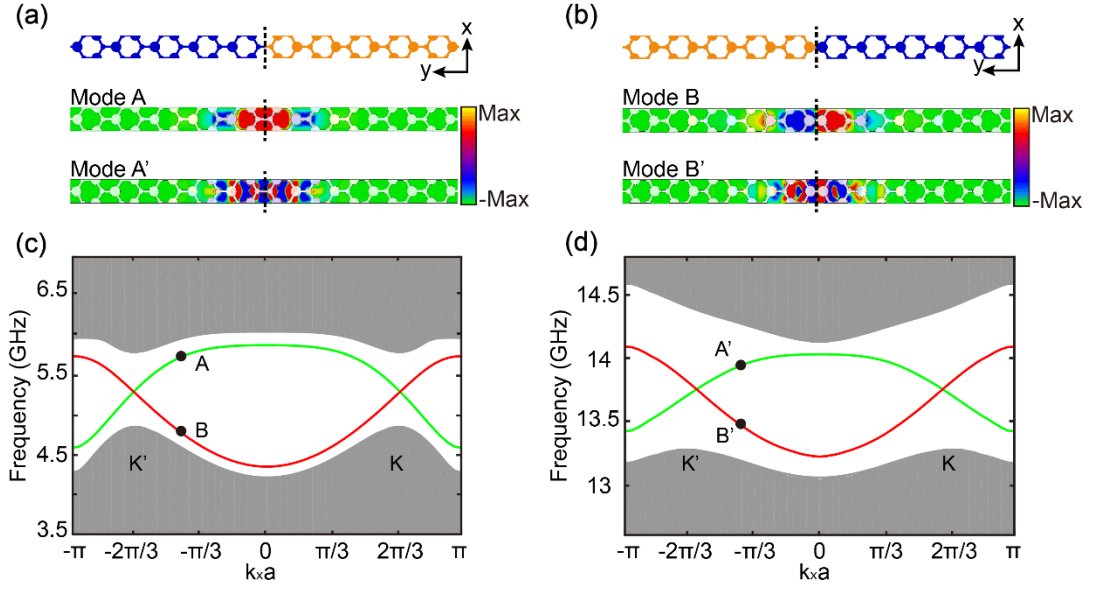 (a)
x
y
Mode A
Max
Mode A'
-Max
(b)
x
y
Mode B
Max
Mode B'
-Max
(c)
Frequency (GHz)
6.5
5.5
4.5
3.5
A
B
K'
K
-π
-2π/3
-π/3
0
π/3
2π/3
π
kₓa
(d)
Frequency (GHz)
14.5
14
13.5
13
A'
B'
K'
K
-π
-2π/3
-π/3
0
π/3
2π/3
π
kₓa